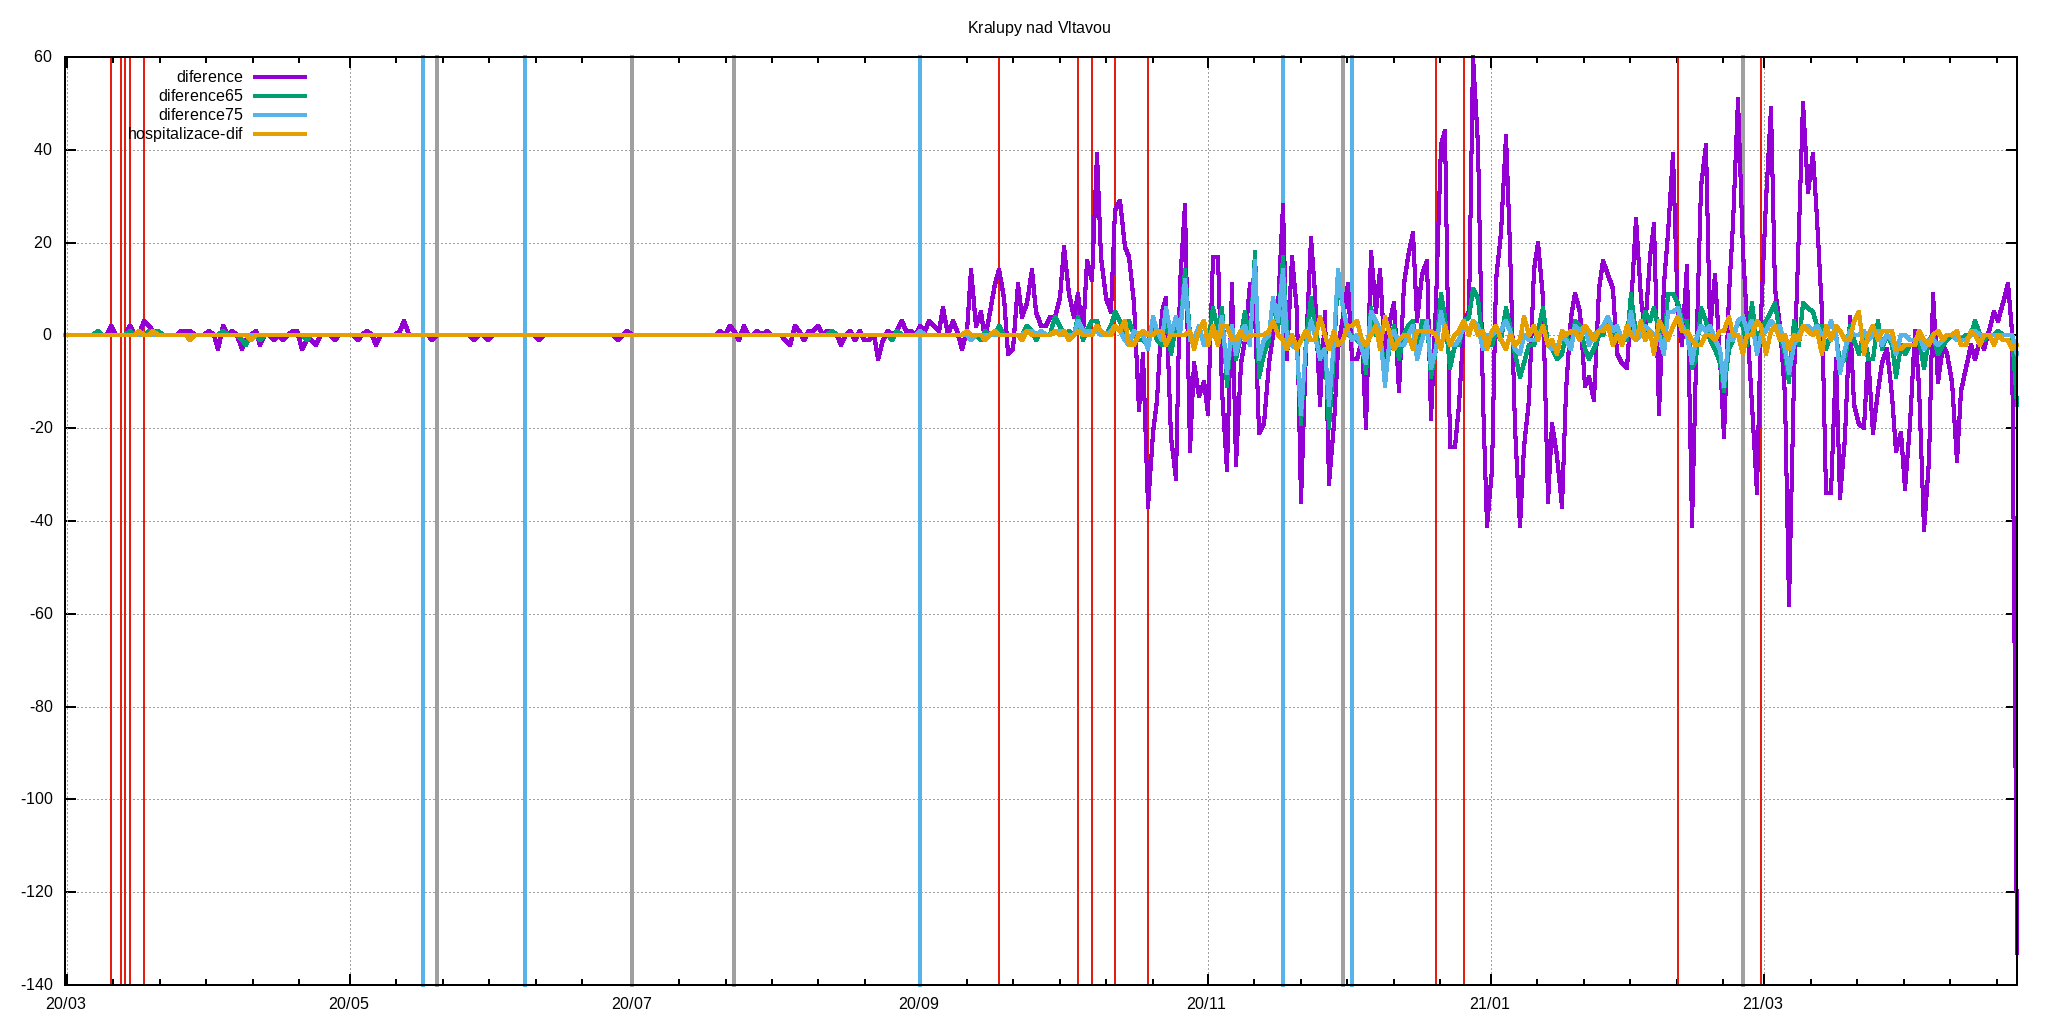 Kralupy nad Vltavou
60
40
20
0
-20
-40
-60
-80
-100
-120
-140
diference
diference65
diference75
hospitalizace-dif
20/03 20/05 20/07 20/09 20/11 21/01 21/03